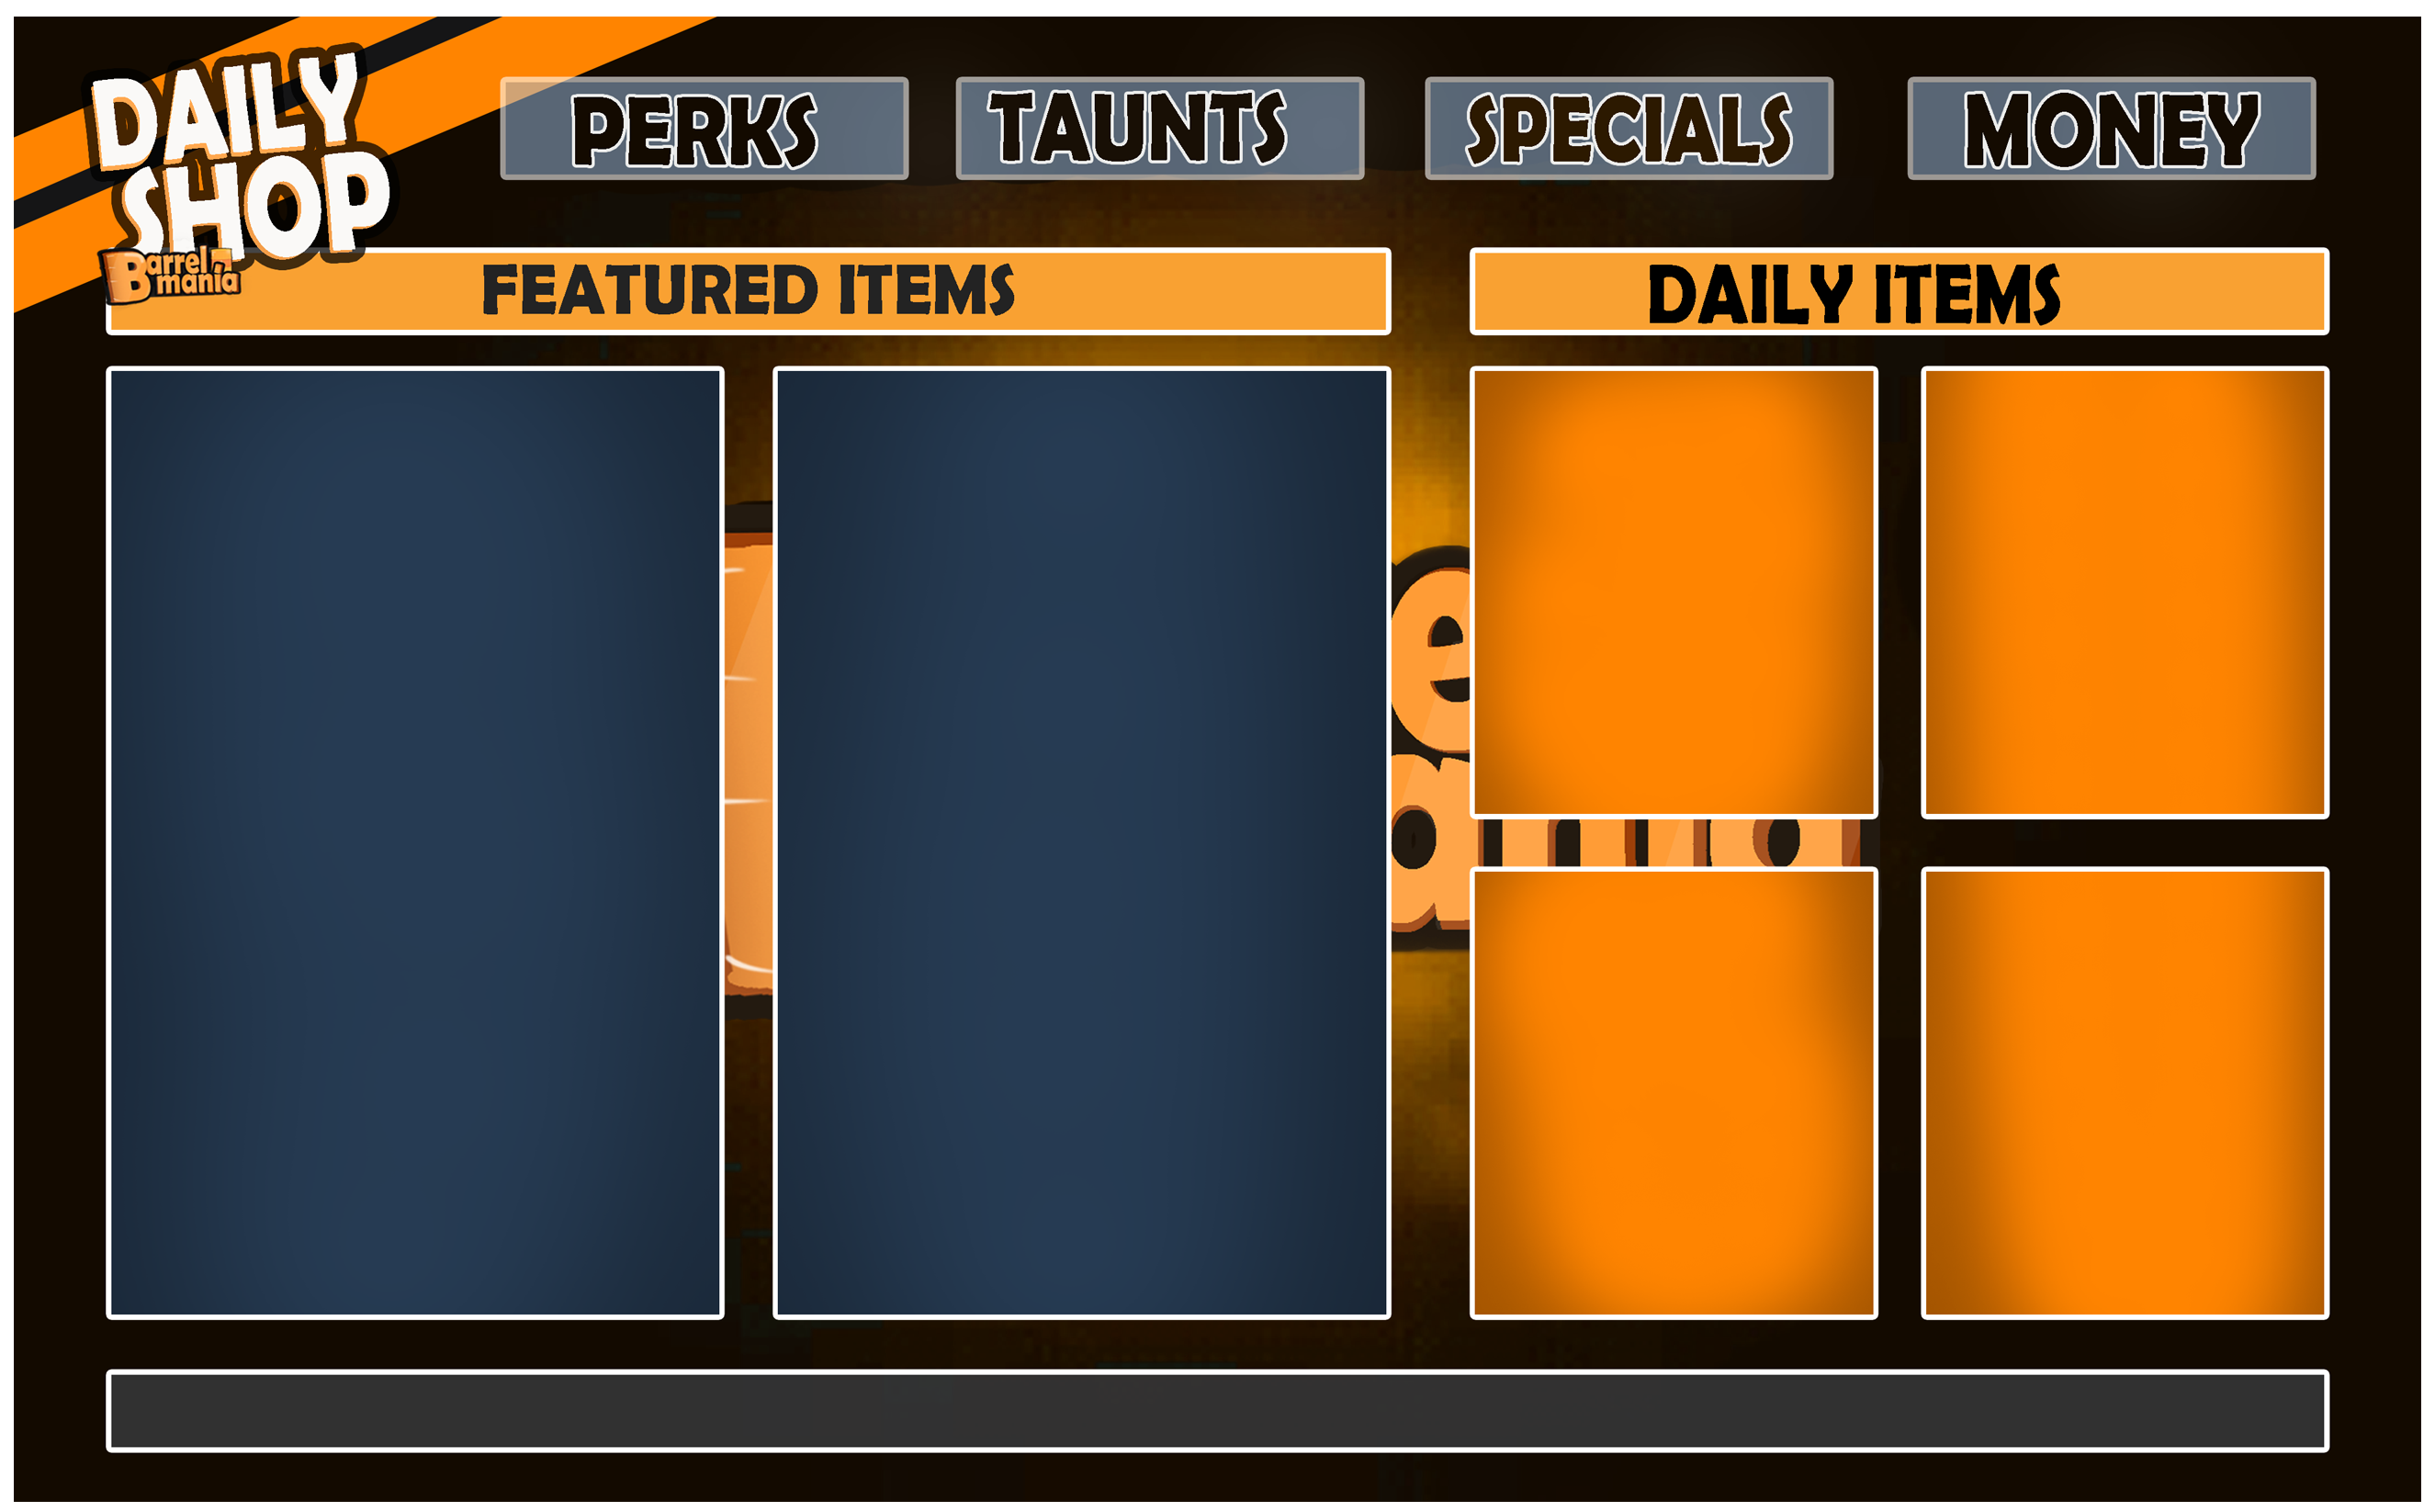 DAILY
SHOP
Barrel
mania
PERKS
TAUNTS
SPECIALS
MONEY
FEATURED ITEMS
DAILY ITEMS